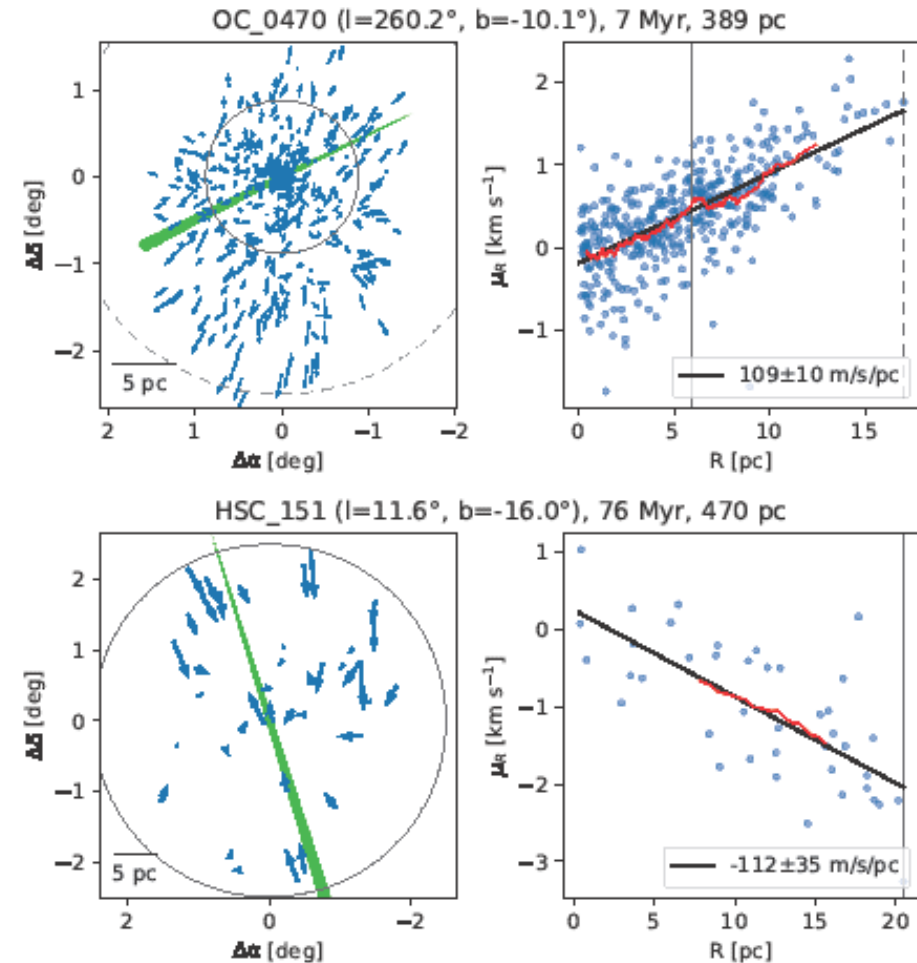 OC_0470 (l=260.2°, b=-10.1°), 7 Myr, 389 pc
1
0
−1
−2
Δδ [deg]
5 pc
2
1
0
−1
−2
Δα [deg]
2
1
0
−1
μR [km s⁻¹]
109±10 m/s/pc
0
5
10
15
R [pc]
HSC_151 (l=11.6°, b=-16.0°), 76 Myr, 470 pc
2
1
0
−1
−2
Δδ [deg]
5 pc
2
0
−2
Δα [deg]
1
0
−1
−2
−3
μR [km s⁻¹]
-112±35 m/s/pc
0
5
10
15
20
R [pc]